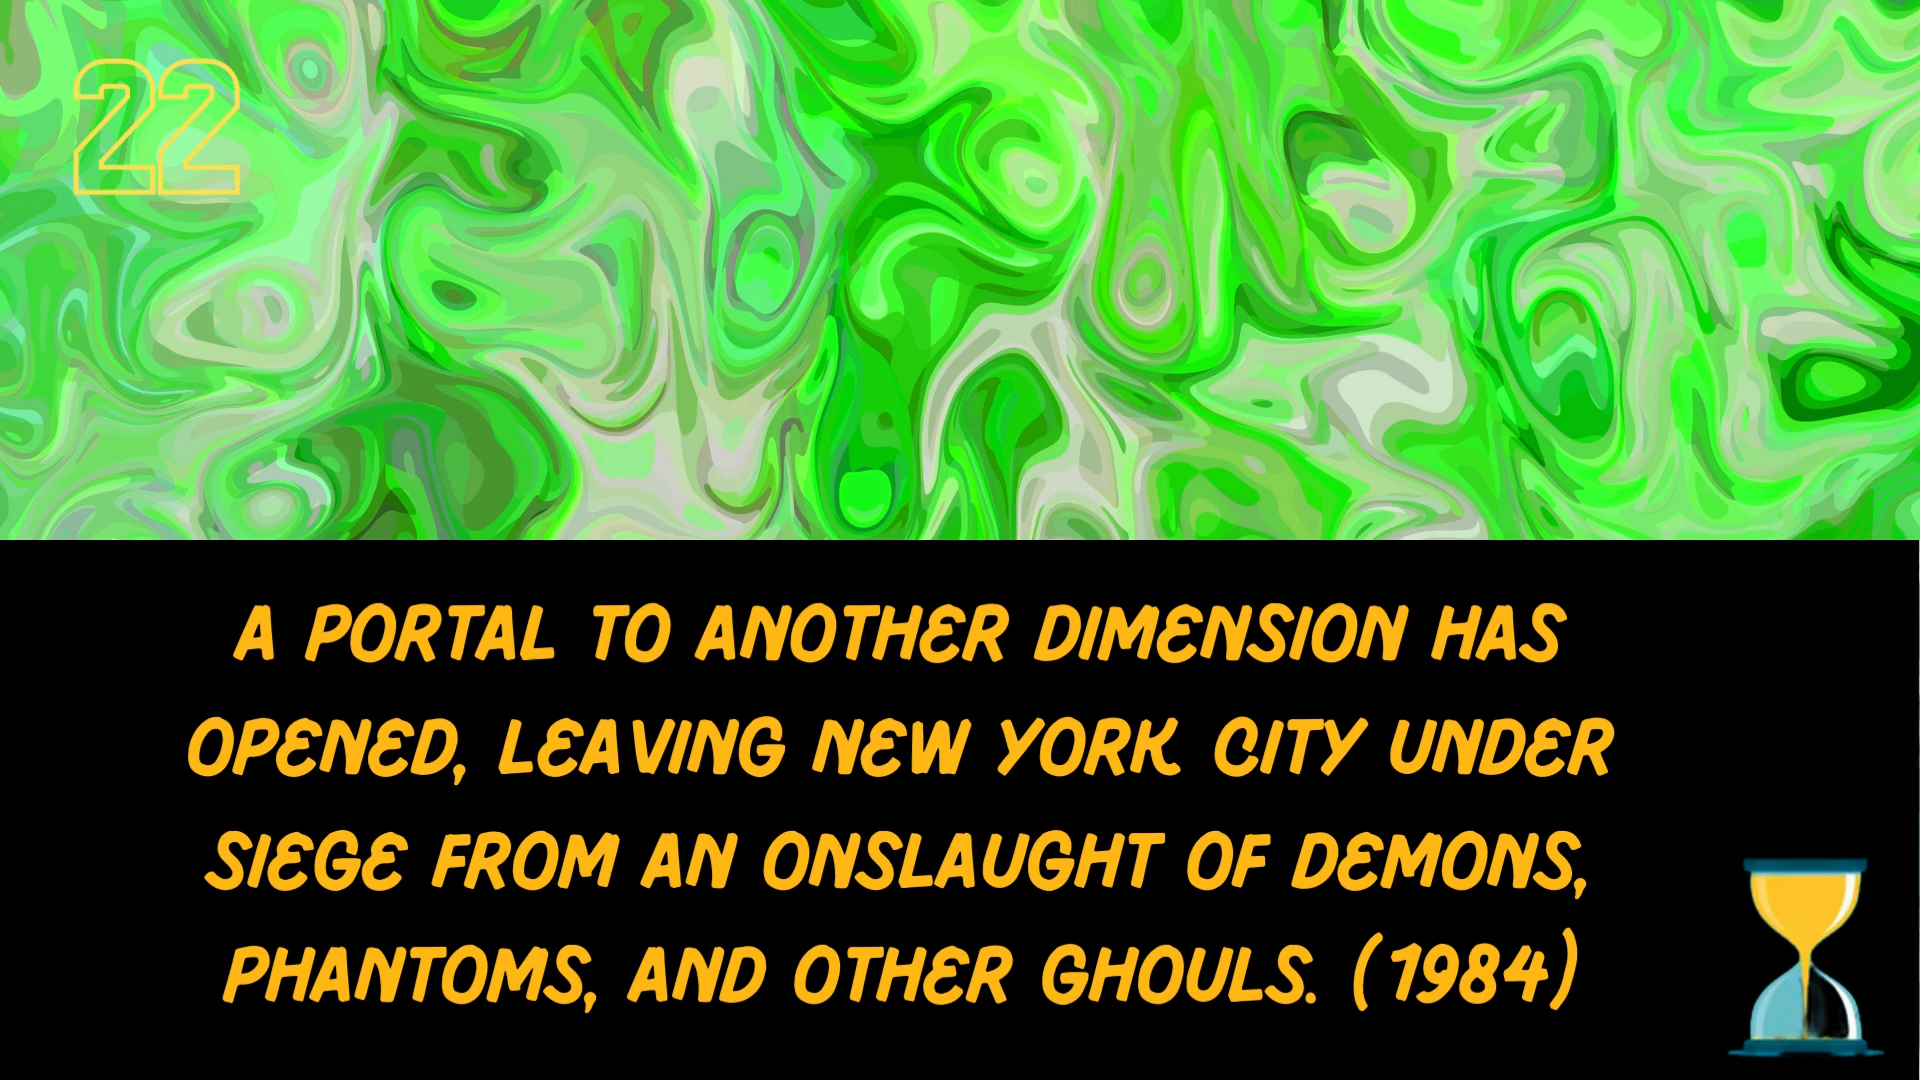 22
A PORTAL TO ANOTHER DIMENSION HAS
OPENED, LEAVING NEW YORK CITY UNDER
SIEGE FROM AN ONSLAUGHT OF DEMONS,
PHANTOMS, AND OTHER GHOULS. (1984)